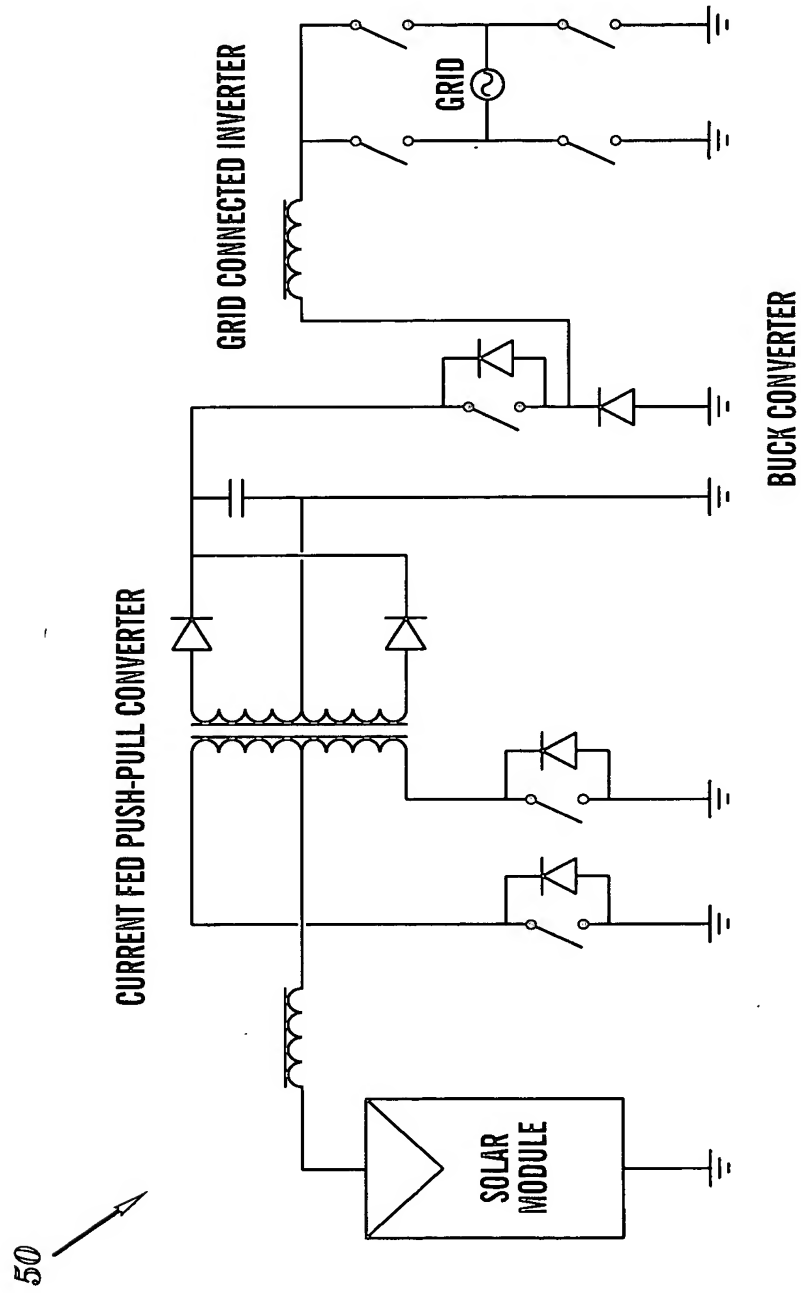 50
CURRENT FED PUSH-PULL CONVERTER
GRID CONNECTED INVERTER
GRID
SOLAR
MODULE
BUCK CONVERTER